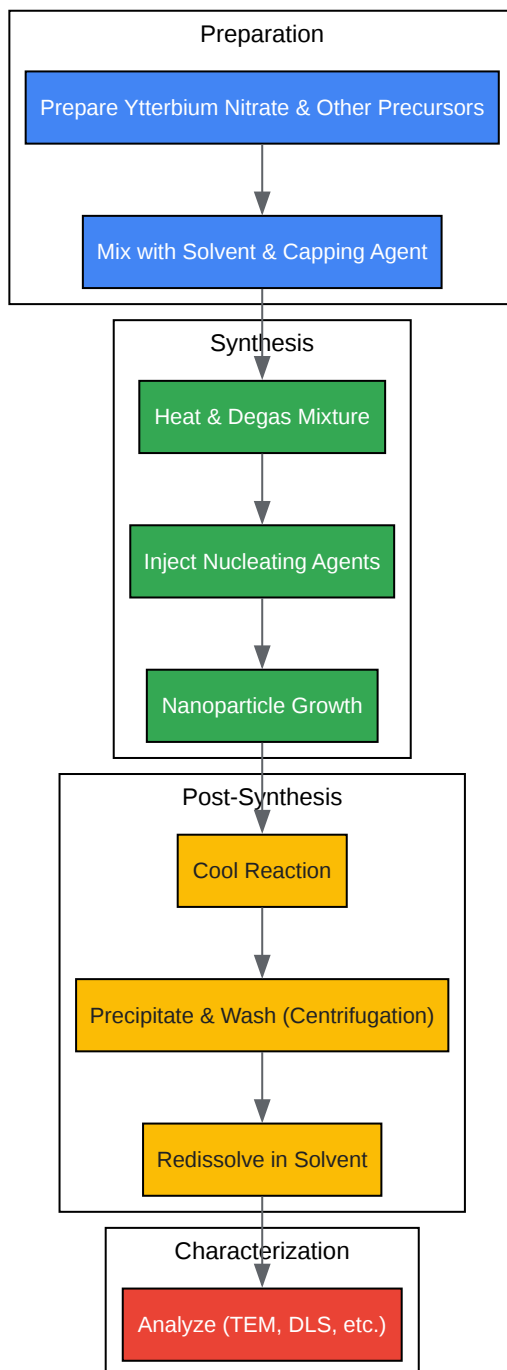 Preparation
Prepare Ytterbium Nitrate & Other Precursors
Mix with Solvent & Capping Agent
Synthesis
Heat & Degas Mixture
Inject Nucleating Agents
Nanoparticle Growth
Post-Synthesis
Cool Reaction
Precipitate & Wash (Centrifugation)
Redissolve in Solvent
Characterization
Analyze (TEM, DLS, etc.)